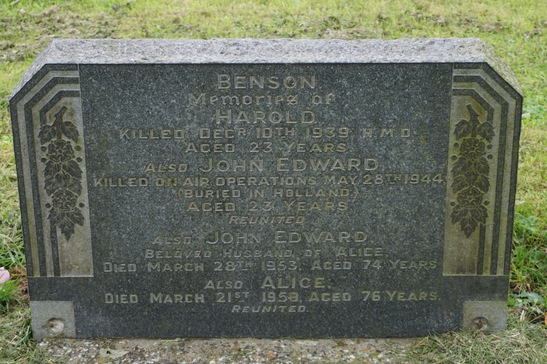 BENSON
Memories of
HAROLD
KILLED DECR 10TH 1939. R.M.D.
AGED 23 YEARS
ALSO JOHN EDWARD
KILLED ON AIR OPERATIONS MAY 28TH 1944
(BURIED IN HOLLAND)
AGED 23 YEARS
REUNITED
ALSO JOHN EDWARD
BELOVED HUSBAND OF ALICE
DIED MARCH 28TH 1953, AGED 74 YEARS
ALSO ALICE
DIED MARCH 21ST 1958, AGED 76 YEARS
REUNITED